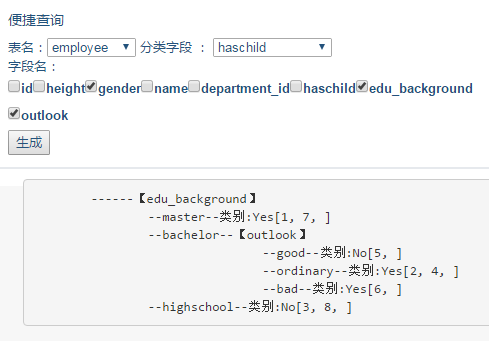 便捷查询
表名：employee 分类字段 ： haschild
字段名：
id height gender name department_id haschild edu_background
outlook
生成
------【edu_background】
--master--类别:Yes[1, 7, ]
--bachelor--【outlook】
--good--类别:No[5, ]
--ordinary--类别:Yes[2, 4, ]
--bad--类别:Yes[6, ]
--highschool--类别:No[3, 8, ]